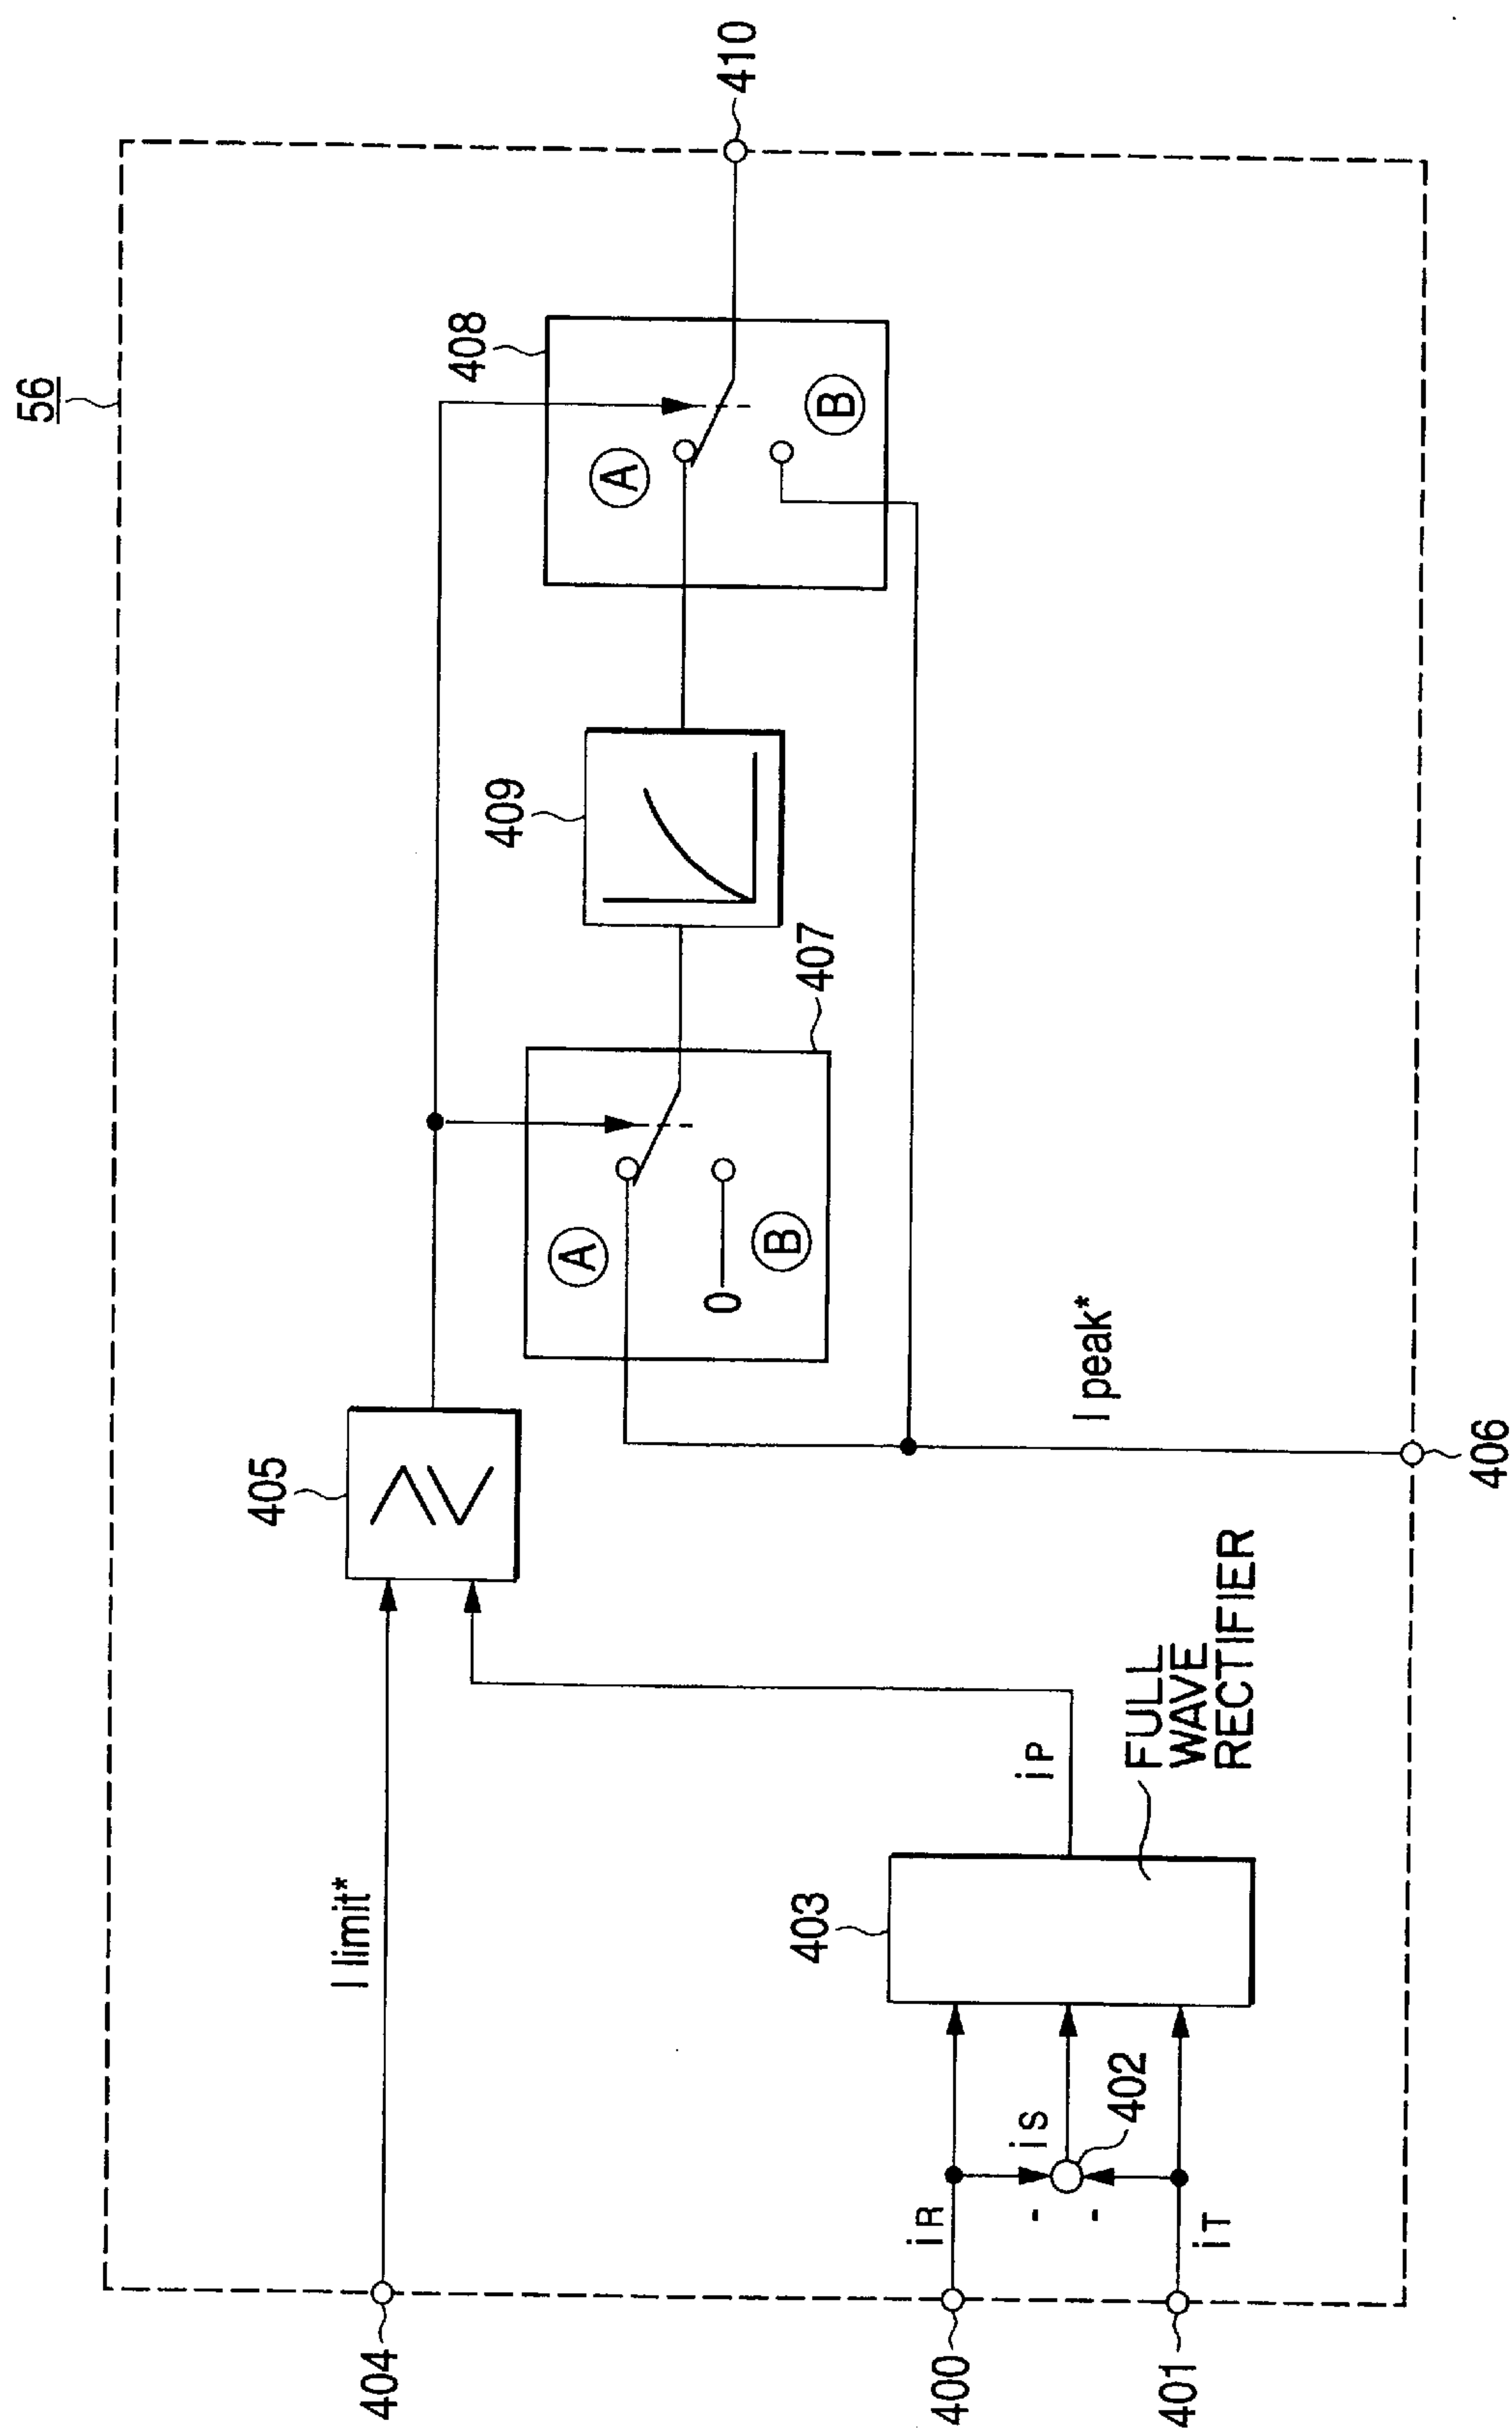 56
404
I limit*
405
408
A
B
410
409
407
A
0
B
I peak*
406
400
iR
iS
402
401
iT
403
iP
FULL
WAVE
RECTIFIER
-
-